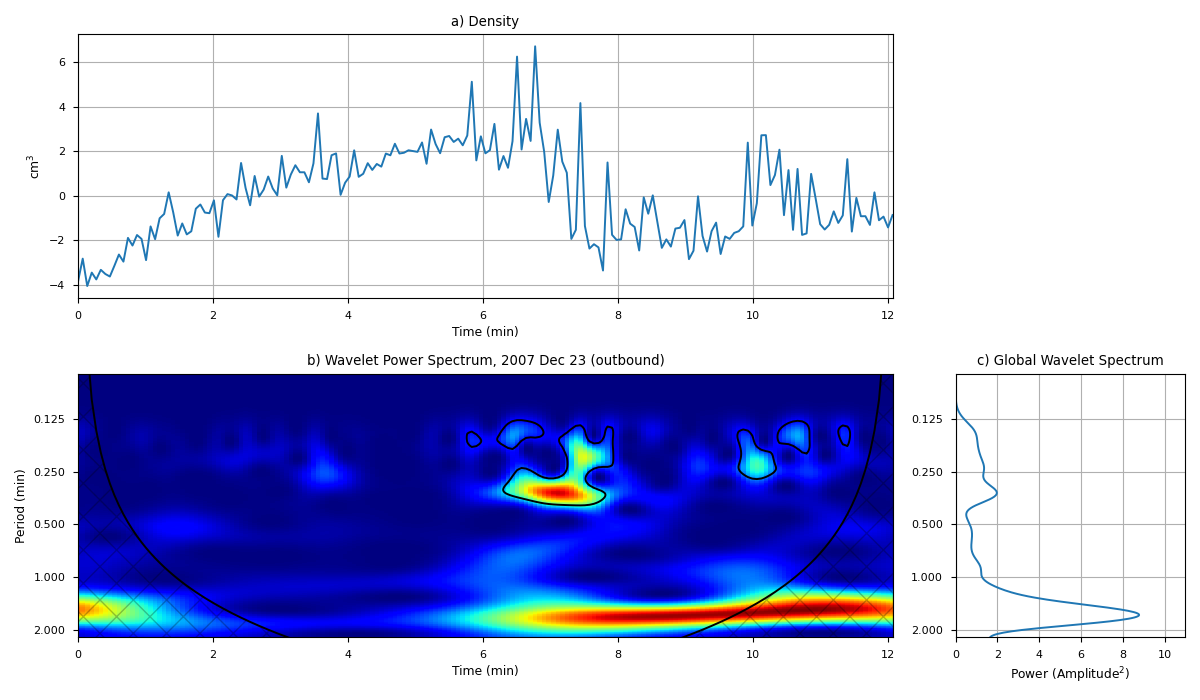 a) Density
6
4
2
0
−2
−4
cm³
0 2 4 6 8 10 12
Time (min)
b) Wavelet Power Spectrum, 2007 Dec 23 (outbound)
0.125
0.250
0.500
1.000
2.000
Period (min)
0 2 4 6 8 10 12
Time (min)
c) Global Wavelet Spectrum
0.125
0.250
0.500
1.000
2.000
0 2 4 6 8 10
Power (Amplitude²)